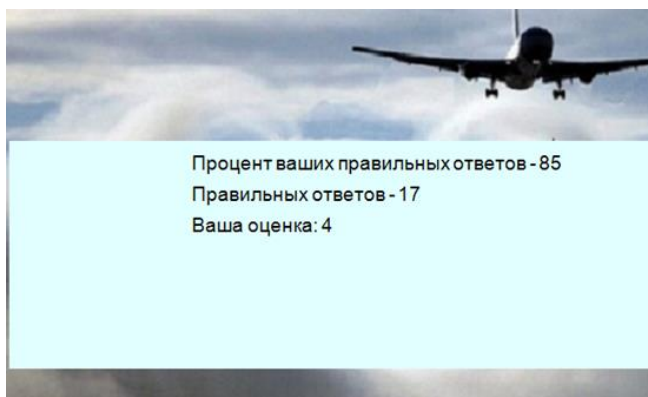 Процент ваших правильных ответов - 85
Правильных ответов - 17
Ваша оценка: 4